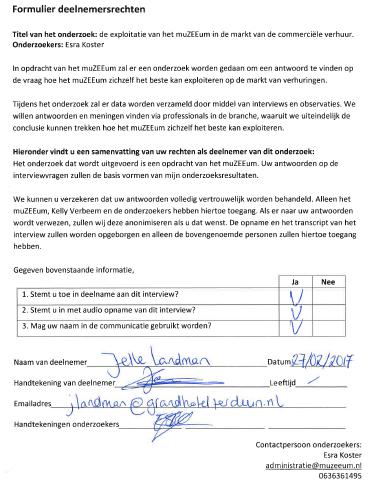 Formulier deelnemersrechten
Titel van het onderzoek: de exploitatie van het muZEEum in de markt van de commerciële verhuur.
Onderzoekers: Esra Koster
In opdracht van het muZEEum zal er een onderzoek worden gedaan om een antwoord te vinden op
de vraag hoe het muZEEum zichzelf het beste kan exploiteren op de markt van verhuringen.
Tijdens het onderzoek zal er data worden verzameld door middel van interviews en observaties. We
willen antwoorden en meningen vinden via professionals in de branche, waaruit we uiteindelijk de
conclusie kunnen trekken hoe het muZEEum zichzelf het beste kan exploiteren.
Hieronder vindt u een samenvatting van uw rechten als deelnemer van dit onderzoek:
Het onderzoek dat wordt uitgevoerd is een opdracht van het muZEEum. Uw antwoorden op de
interviewvragen zullen de basis vormen van mijn onderzoeksresultaten.
We kunnen u verzekeren dat uw antwoorden volledig vertrouwelijk worden behandeld. Alleen het
muZEEum, Kelly Verbeem en de onderzoekers hebben hiertoe toegang. Als er naar uw antwoorden
wordt verwezen, zullen wij deze anonimiseren als u dat wenst. De opname en het transcript van het
interview zullen worden opgeborgen en alleen de bovengenoemde personen zullen hiertoe toegang
hebben.
Gegeven bovenstaande informatie,
Ja Nee
1. Stemt u toe in deelname aan dit interview?
2. Stemt u in met audio opname van dit interview?
3. Mag uw naam in de communicatie gebruikt worden?
Naam van deelnemer Jelle Landman Datum 27/02/2017
Handtekening van deelnemer Leeftijd
Emailadres jlandman@grandhotelterduin.nl
Handtekeningen onderzoekers
Contactpersoon onderzoekers:
Esra Koster
administratie@muzeeum.nl
0636361495